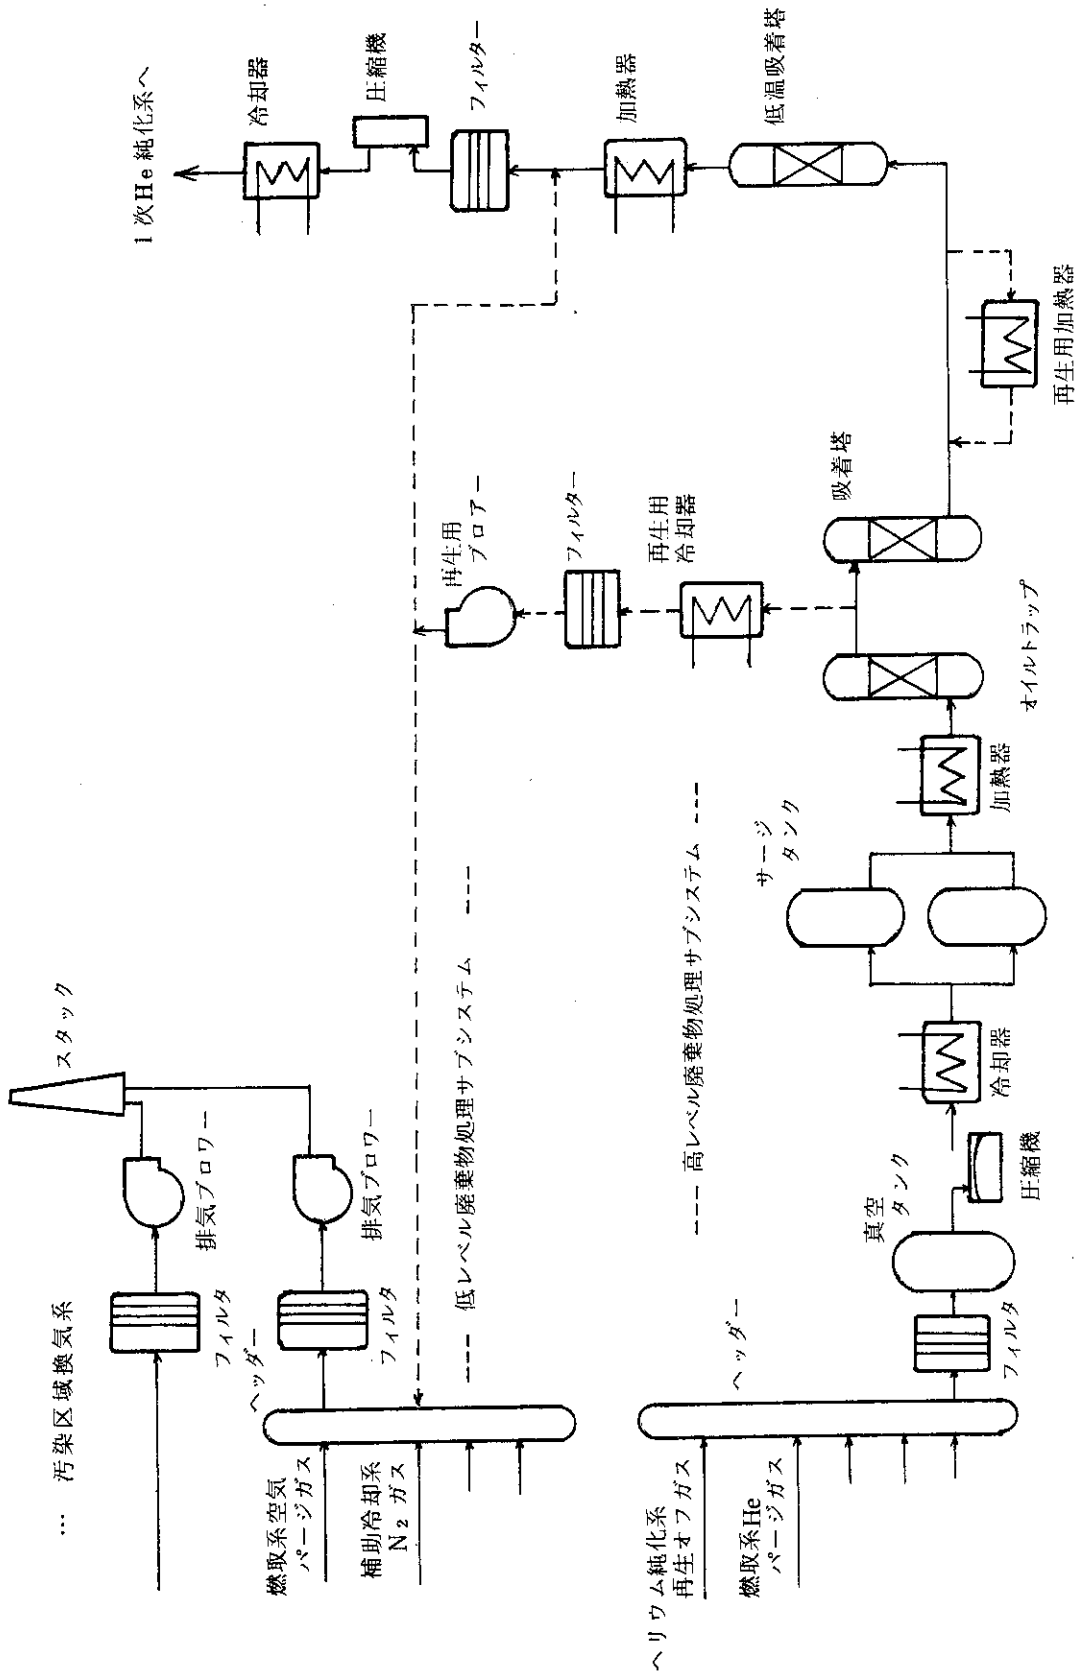 … 汚染区域換気系
フィルタ
排気ブロワー
スタック
燃取系空気
パージガス
補助冷却系
N₂ ガス
ヘッダー
フィルタ
排気ブロワー
--- 低レベル廃棄物処理サブシステム ---
--- 高レベル廃棄物処理サブシステム ---
ヘリウム純化系
再生オフガス
燃取系He
パージガス
ヘッダー
フィルタ
真空
タンク
圧縮機
冷却器
サージ
タンク
加熱器
オイルトラップ
吸着塔
再生用
冷却器
フィルター
再生用
ブロアー
再生用加熱器
低温吸着塔
加熱器
フィルター
圧縮機
冷却器
1次He純化系へ